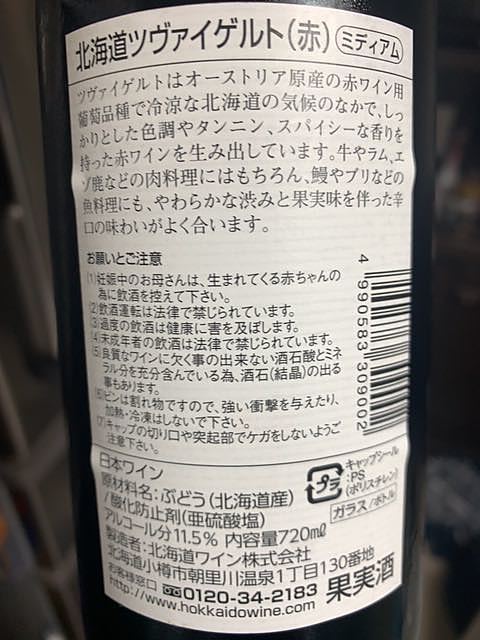 北海道ツヴァイゲルト(赤) ミディアム
ツヴァイゲルトはオーストリア原産の赤ワイン用
葡萄品種で冷涼な北海道の気候のなかで、しっ
かりとした色調やタンニン、スパイシーな香りを
持った赤ワインを生み出しています。牛やラム、エ
ゾ鹿などの肉料理にはもちろん、鰻やブリなどの
魚料理にも、やわらかな渋みと果実味を伴った辛
口の味わいがよく合います。
お願いとご注意
(1)妊娠中のお母さんは、生まれてくる赤ちゃんの
為に飲酒を控えて下さい。
(2)飲酒運転は法律で禁じられています。
(3)過度の飲酒は健康に害を及ぼします。
(4)未成年者の飲酒は法律で禁じられています。
(5)良質なワインに欠く事の出来ない酒石酸とミネ
ラル分を充分含んでいる為、酒石(結晶)の出る
事もあります。
(6)ビンは割れ物ですので、強い衝撃を与えたり、
加熱・冷凍はしないで下さい。
(7)キャップの切り口や突起部でケガをしないようご
注意下さい。
4 990583 309902
日本ワイン
原材料名:ぶどう(北海道産)
/酸化防止剤(亜硫酸塩)
アルコール分11.5% 内容量720ml
製造者:北海道ワイン株式会社
北海道小樽市朝里川温泉1丁目130番地
お客様窓口 0120-34-2183
http://www.hokkaidowine.com
プラ
キャップシール
:PS
(ポリスチレン)
ガラス/ボトル
果実酒